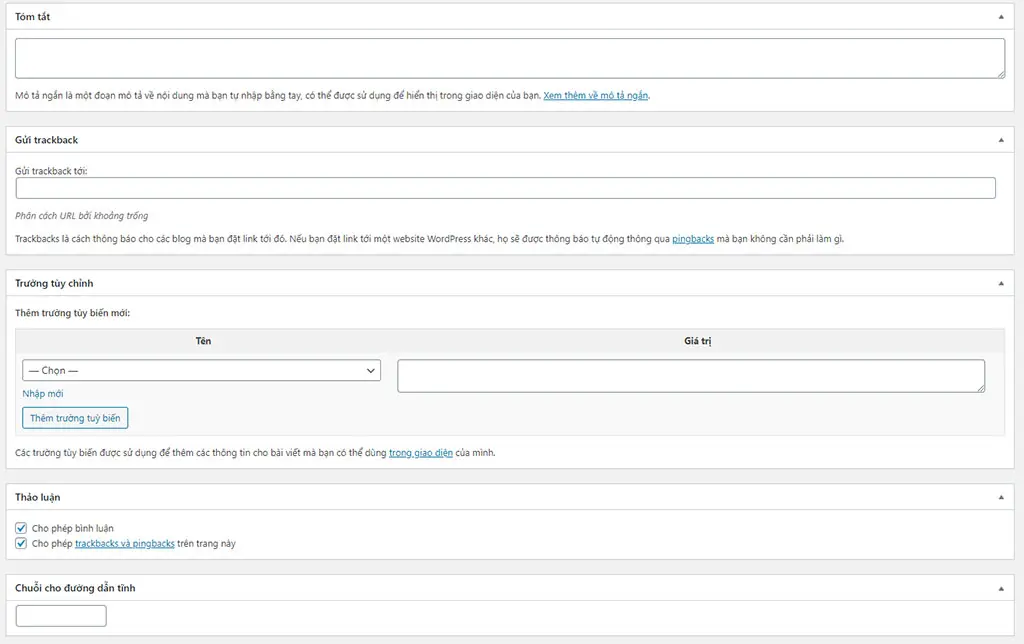 Tóm tắt
Mô tả ngắn là một đoạn mô tả về nội dung mà bạn tự nhập bằng tay, có thể được sử dụng để hiển thị trong giao diện của bạn. Xem thêm về mô tả ngắn.
Gửi trackback
Gửi trackback tới:
Phân cách URL bởi khoảng trống
Trackbacks là cách thông báo cho các blog mà bạn đặt link tới đó. Nếu bạn đặt link tới một website WordPress khác, họ sẽ được thông báo tự động thông qua pingbacks mà bạn không cần phải làm gì.
Trường tùy chỉnh
Thêm trường tùy biến mới:
Tên Giá trị
— Chọn —
Nhập mới
Thêm trường tuỳ biến
Các trường tùy biến được sử dụng để thêm các thông tin cho bài viết mà bạn có thể dùng trong giao diện của mình.
Thảo luận
Cho phép bình luận
Cho phép trackbacks và pingbacks trên trang này
Chuỗi cho đường dẫn tĩnh